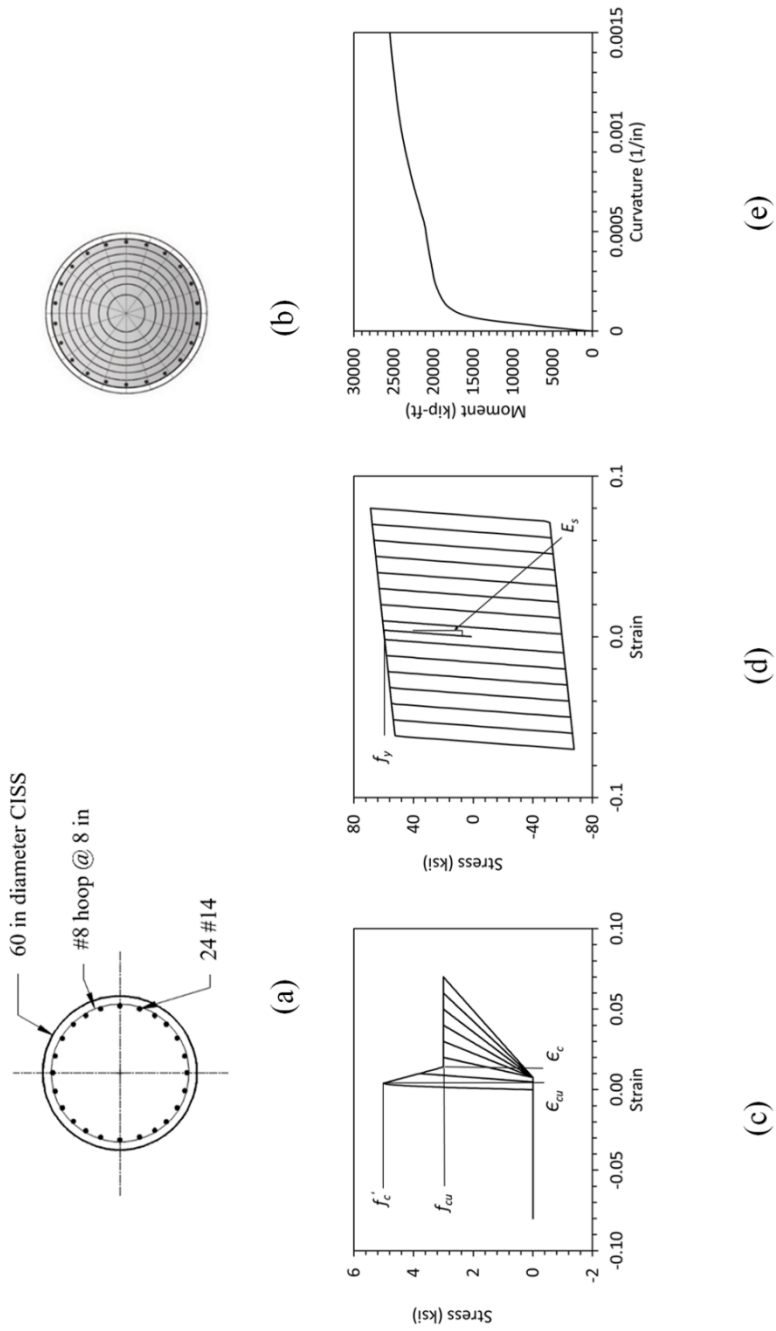 60 in diameter CISS
#8 hoop @ 8 in
24 #14
(a)
(b)
Stress (ksi)
6
4
2
0
-2
-0.10
-0.05
0.00
0.05
0.10
Strain
f'c
fcu
ϵcu
ϵc
(c)
Stress (ksi)
80
40
0
-40
-80
-0.1
0.0
0.1
Strain
fy
Es
(d)
Moment (kip-ft)
30000
25000
20000
15000
10000
5000
0
0
0.0005
0.001
0.0015
Curvature (1/in)
(e)